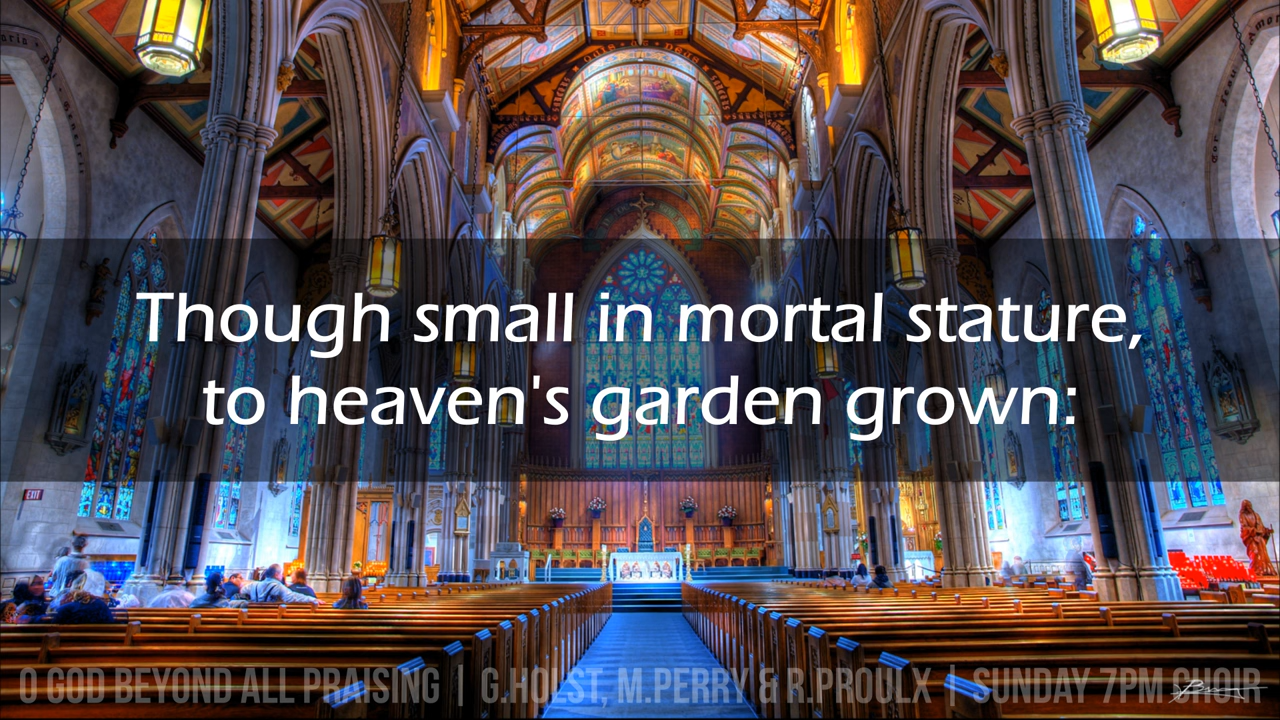 Though small in mortal stature,
to heaven's garden grown:
EXIT
O GOD BEYOND ALL PRAISING | G.HOLST, M.PERRY & R.PROULX | SUNDAY 7PM CHOIR